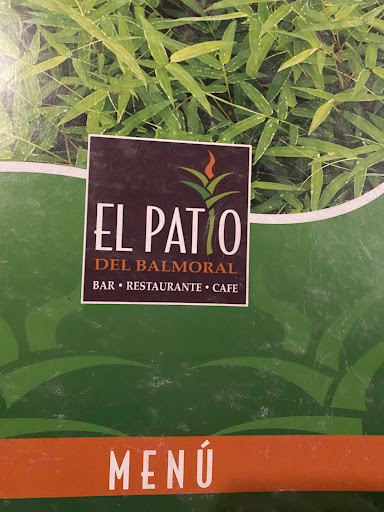 EL PATIO
DEL BALMORAL
BAR • RESTAURANTE • CAFE
MENÚ